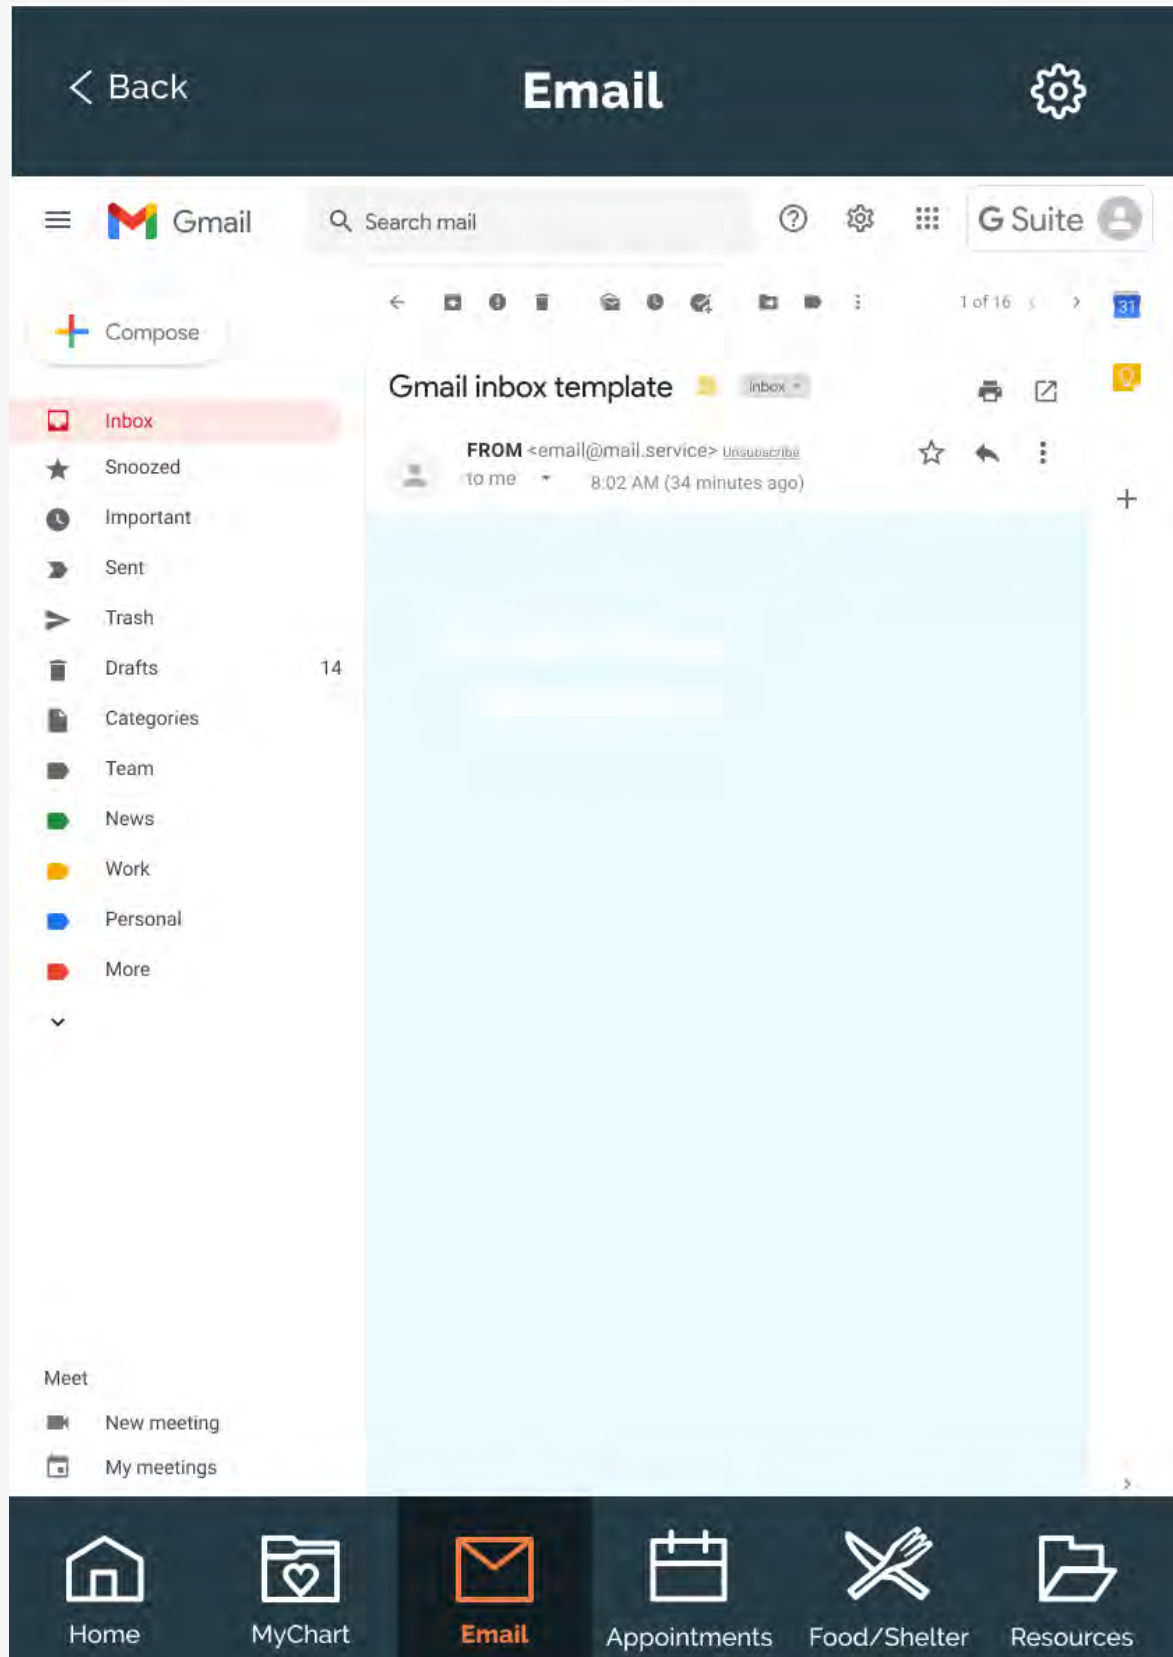 Back
Email
Gmail
Search mail
G Suite
Compose
1 of 16
31
Gmail inbox template
Inbox
FROM <email@mail.service> Unsubscribe
to me
8:02 AM (34 minutes ago)
Inbox
Snoozed
Important
Sent
Trash
Drafts 14
Categories
Team
News
Work
Personal
More
Meet
New meeting
My meetings
Home
MyChart
Email
Appointments
Food/Shelter
Resources